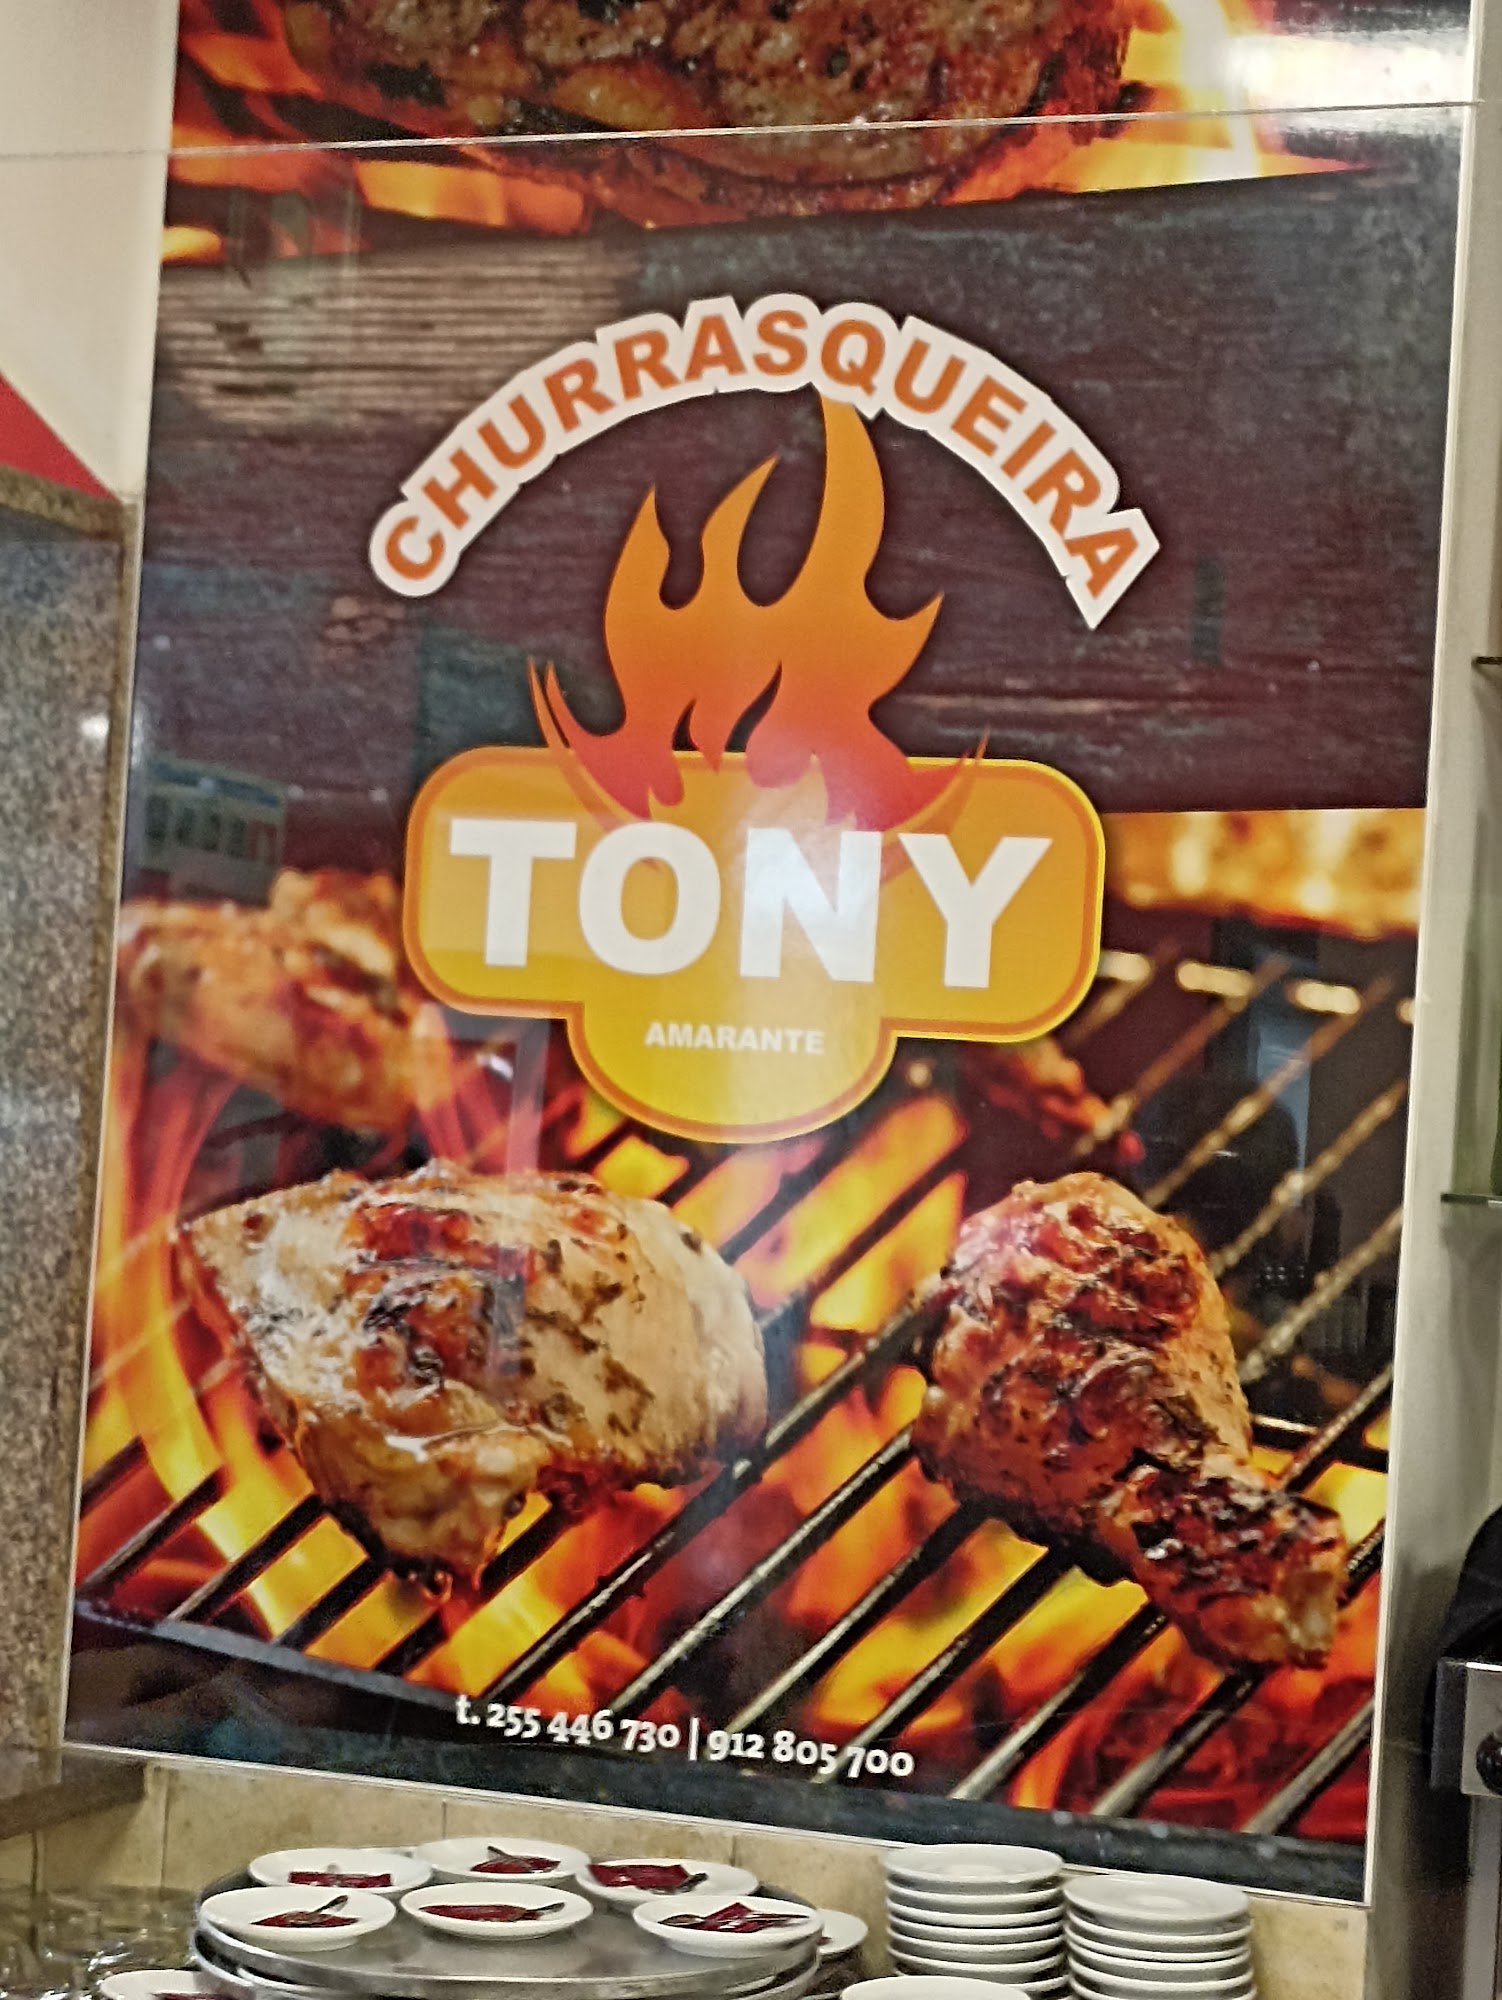 CHURRASQUEIRA
TONY
AMARANTE
t. 255 446 730 | 912 805 700